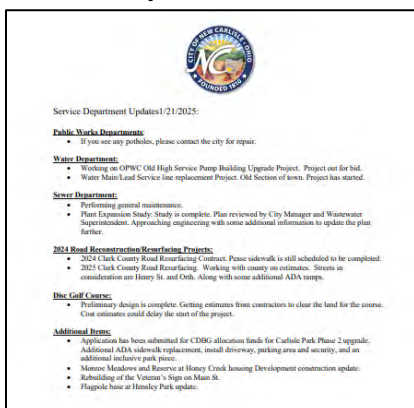 CITY OF NEW CARLISLE, OHIO
NC
FOUNDED 1810
Service Department Updates1/21/2025:
Public Works Departments:
• If you see any potholes, please contact the city for repair.
Water Department:
• Working on OPWC Old High Service Pump Building Upgrade Project. Project out for bid.
• Water Main/Lead Service line replacement Project. Old Section of town. Project has started.
Sewer Department:
• Performing general maintenance.
• Plant Expansion Study: Study is complete. Plan reviewed by City Manager and Wastewater
Superintendent. Approaching engineering with some additional information to update the plan
further.
2024 Road Reconstruction/Resurfacing Projects:
• 2024 Clark County Road Resurfacing Contract. Pease sidewalk is still scheduled to be completed.
• 2025 Clark County Road Resurfacing. Working with county on estimates. Streets in
consideration are Henry St. and Orth. Along with some additional ADA ramps.
Disc Golf Course:
• Preliminary design is complete. Getting estimates from contractors to clear the land for the course.
Cost estimates could delay the start of the project.
Additional Items:
• Application has been submitted for CDBG allocation funds for Carlisle Park Phase 2 upgrade.
Additional ADA sidewalk replacement, install driveway, parking area and security, and an
additional inclusive park piece.
• Monroe Meadows and Reserve at Honey Creek housing Development construction update.
• Rebuilding of the Veteran's Sign on Main St.
• Flagpole base at Hensley Park update.